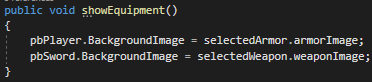 public void showEquipment()
{
pbPlayer.BackgroundImage = selectedArmor.armorImage;
pbSword.BackgroundImage = selectedWeapon.weaponImage;
}